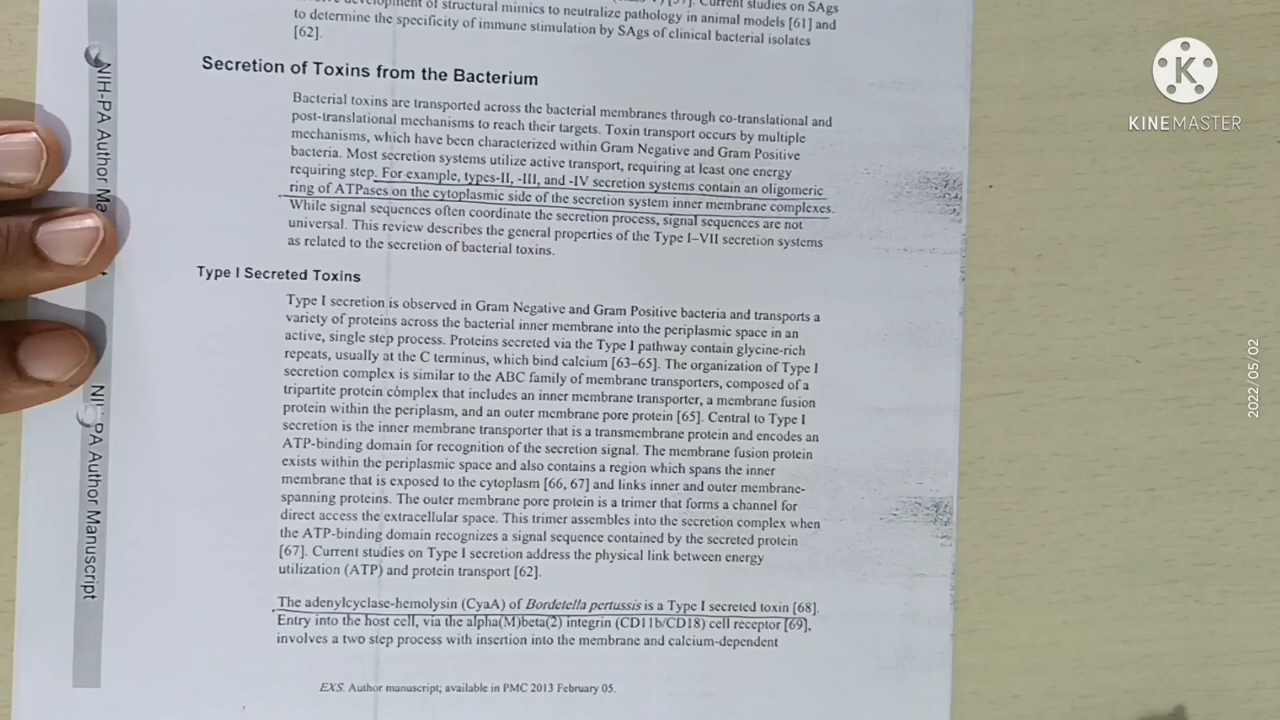 development of structural mimics to neutralize pathology in animal models [61] and
to determine the specificity of immune stimulation by SAgs of clinical bacterial isolates
[62].
Secretion of Toxins from the Bacterium
Bacterial toxins are transported across the bacterial membranes through co-translational and
post-translational mechanisms to reach their targets. Toxin transport occurs by multiple
mechanisms, which have been characterized within Gram Negative and Gram Positive
bacteria. Most secretion systems utilize active transport, requiring at least one energy
requiring step. For example, types-II, -III, and -IV secretion systems contain an oligomeric
ring of ATPases on the cytoplasmic side of the secretion system inner membrane complexes.
While signal sequences often coordinate the secretion process, signal sequences are not
universal. This review describes the general properties of the Type I–VII secretion systems
as related to the secretion of bacterial toxins.
Type I Secreted Toxins
Type I secretion is observed in Gram Negative and Gram Positive bacteria and transports a
variety of proteins across the bacterial inner membrane into the periplasmic space in an
active, single step process. Proteins secreted via the Type I pathway contain glycine-rich
repeats, usually at the C terminus, which bind calcium [63–65]. The organization of Type I
secretion complex is similar to the ABC family of membrane transporters, composed of a
tripartite protein complex that includes an inner membrane transporter, a membrane fusion
protein within the periplasm, and an outer membrane pore protein [65]. Central to Type I
secretion is the inner membrane transporter that is a transmembrane protein and encodes an
ATP-binding domain for recognition of the secretion signal. The membrane fusion protein
exists within the periplasmic space and also contains a region which spans the inner
membrane that is exposed to the cytoplasm [66, 67] and links inner and outer membrane-
spanning proteins. The outer membrane pore protein is a trimer that forms a channel for
direct access the extracellular space. This trimer assembles into the secretion complex when
the ATP-binding domain recognizes a signal sequence contained by the secreted protein
[67]. Current studies on Type I secretion address the physical link between energy
utilization (ATP) and protein transport [62].
The adenylcyclase-hemolysin (CyaA) of Bordetella pertussis is a Type I secreted toxin [68].
Entry into the host cell, via the alpha(M)beta(2) integrin (CD11b/CD18) cell receptor [69],
involves a two step process with insertion into the membrane and calcium-dependent
EXS. Author manuscript; available in PMC 2013 February 05.
NIH-PA Author
PA Author Manuscript
K
KINEMASTER
2022/05/02